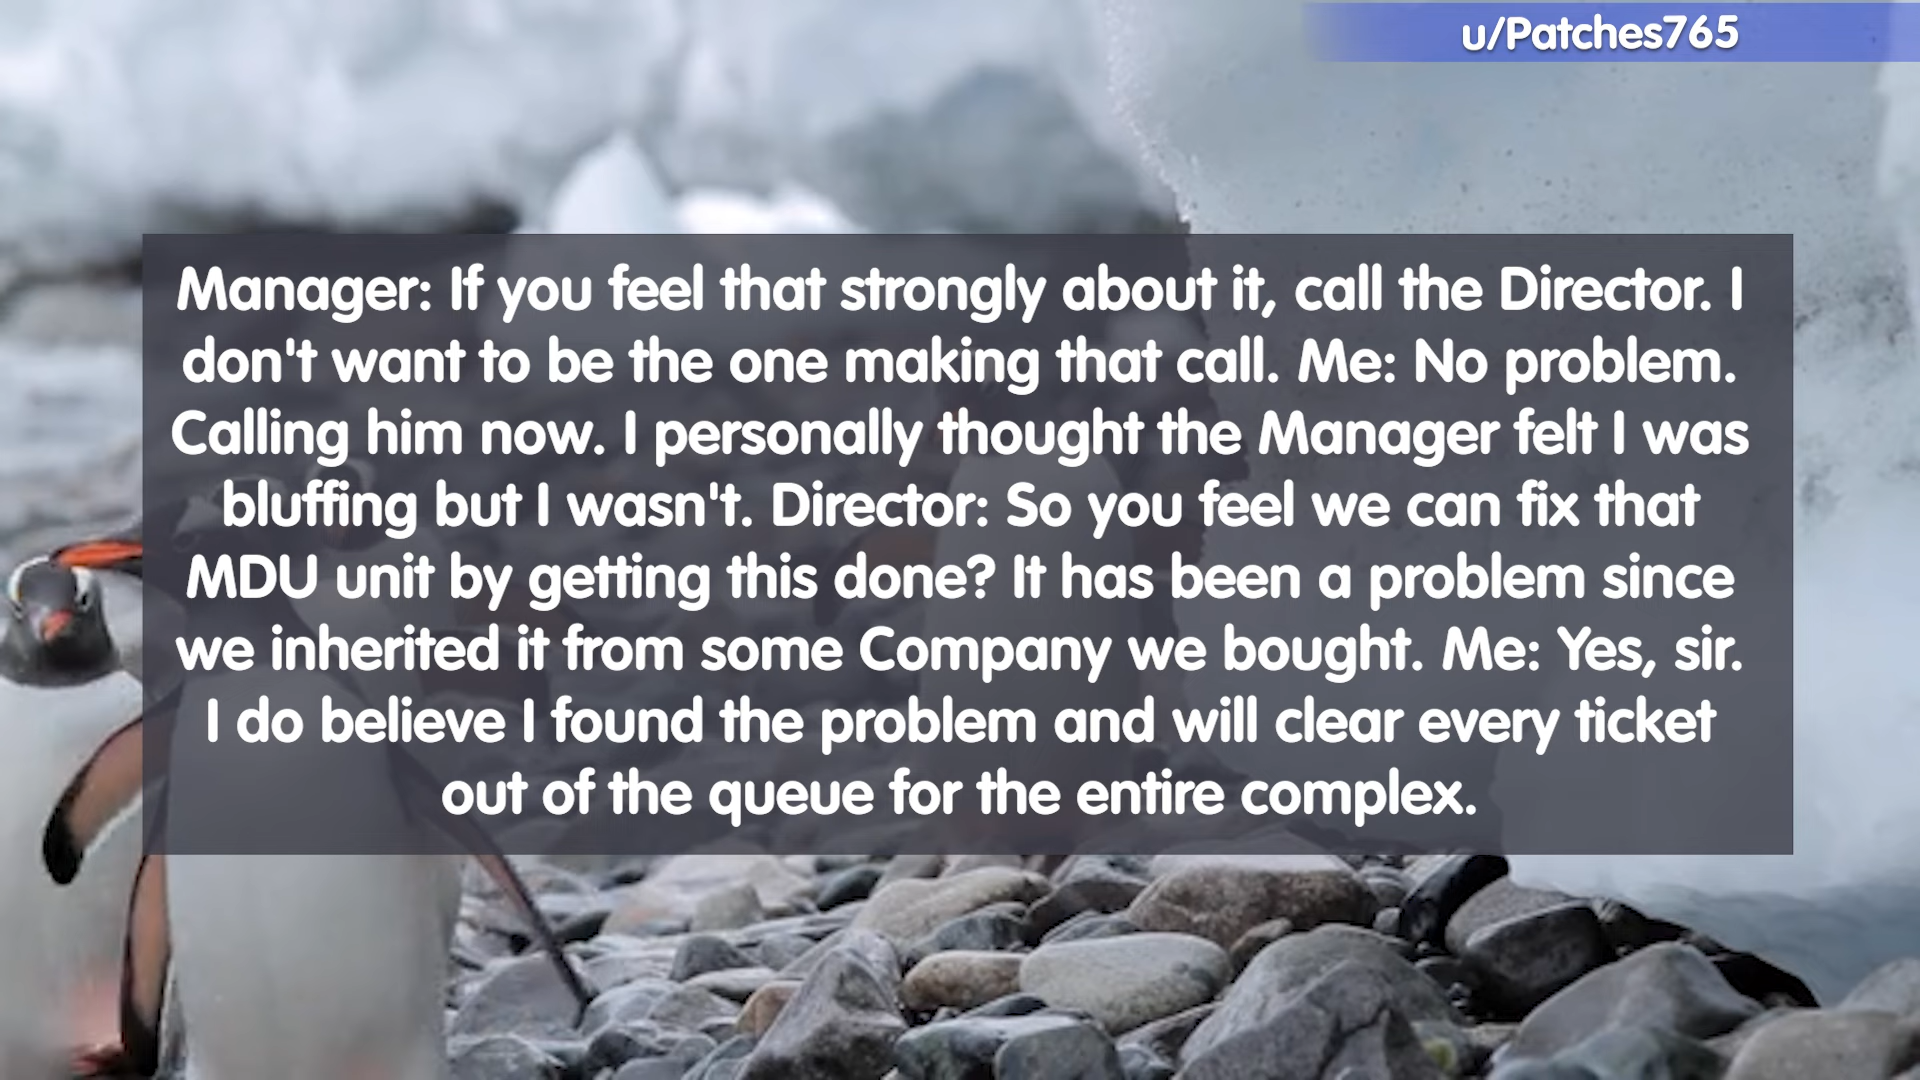 u/Patches765
Manager: If you feel that strongly about it, call the Director. I
don't want to be the one making that call. Me: No problem.
Calling him now. I personally thought the Manager felt I was
bluffing but I wasn't. Director: So you feel we can fix that
MDU unit by getting this done? It has been a problem since
we inherited it from some Company we bought. Me: Yes, sir.
I do believe I found the problem and will clear every ticket
out of the queue for the entire complex.